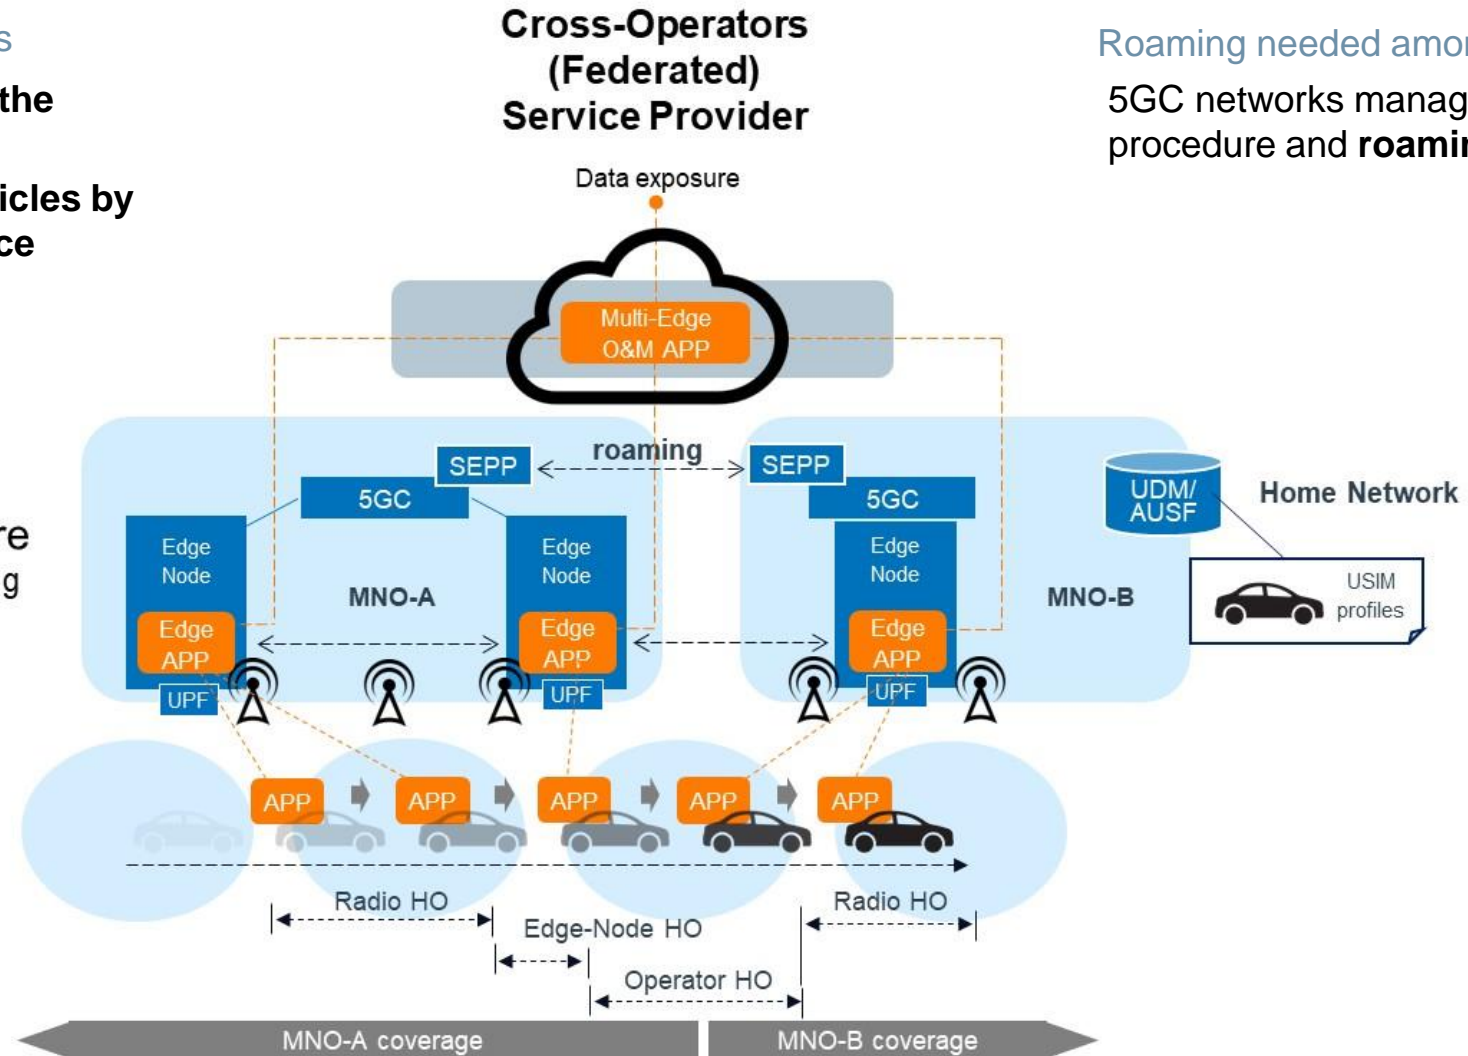 s
the
icles by
ce
Cross-Operators
(Federated)
Service Provider
Roaming needed amor
5GC networks manag
procedure and roamin
Data exposure
Multi-Edge
O&M APP
roaming
SEPP
SEPP
5GC
5GC
UDM/
AUSF
Home Network
re
g
Edge
Node
MNO-A
Edge
Node
Edge
Node
MNO-B
USIM
profiles
Edge
APP
Edge
APP
Edge
APP
UPF
UPF
UPF
APP
APP
APP
APP
APP
Radio HO
Radio HO
Edge-Node HO
Operator HO
MNO-A coverage
MNO-B coverage